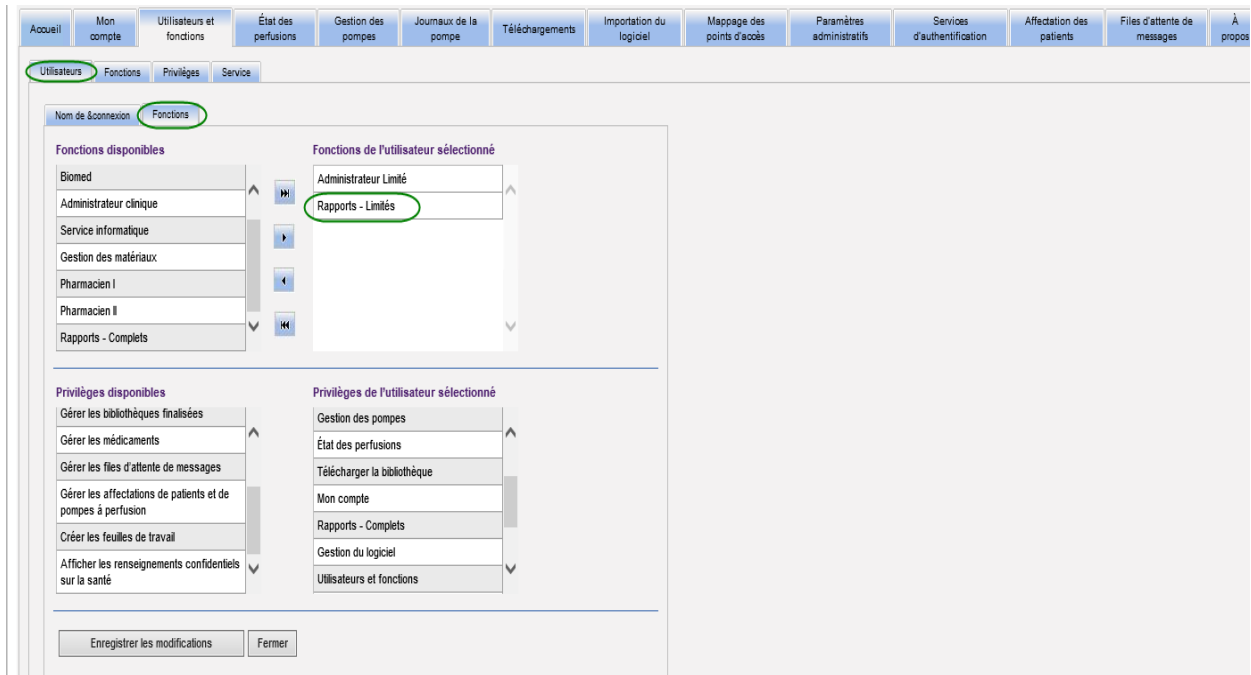 Accueil
Mon compte
Utilisateurs et fonctions
État des perfusions
Gestion des pompes
Journaux de la pompe
Téléchargements
Importation du logiciel
Mappage des points d'accès
Paramètres administratifs
Services d'authentification
Affectation des patients
Files d'attente de messages
À propos
Utilisateurs
Fonctions
Privilèges
Service
Nom de &connexion
Fonctions
Fonctions disponibles
Biomed
Administrateur clinique
Service informatique
Gestion des matériaux
Pharmacien I
Pharmacien II
Rapports - Complets
Fonctions de l'utilisateur sélectionné
Administrateur Limité
Rapports - Limités
Privilèges disponibles
Gérer les bibliothèques finalisées
Gérer les médicaments
Gérer les files d'attente de messages
Gérer les affectations de patients et de
pompes á perfusion
Créer les feuilles de travail
Afficher les renseignements confidentiels
sur la santé
Privilèges de l'utilisateur sélectionné
Gestion des pompes
État des perfusions
Télécharger la bibliothèque
Mon compte
Rapports - Complets
Gestion du logiciel
Utilisateurs et fonctions
Enregistrer les modifications
Fermer